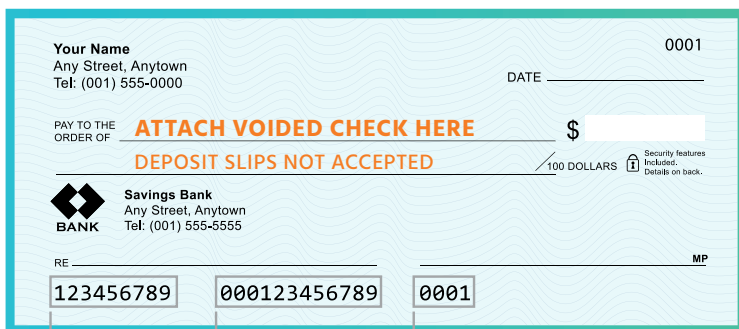 Your Name 0001
Any Street, Anytown
Tel: (001) 555-0000 DATE
PAY TO THE
ORDER OF ATTACH VOIDED CHECK HERE $
DEPOSIT SLIPS NOT ACCEPTED /100 DOLLARS Security features
Included.
Details on back.
BANK
Savings Bank
Any Street, Anytown
Tel: (001) 555-5555
RE MP
123456789 000123456789 0001